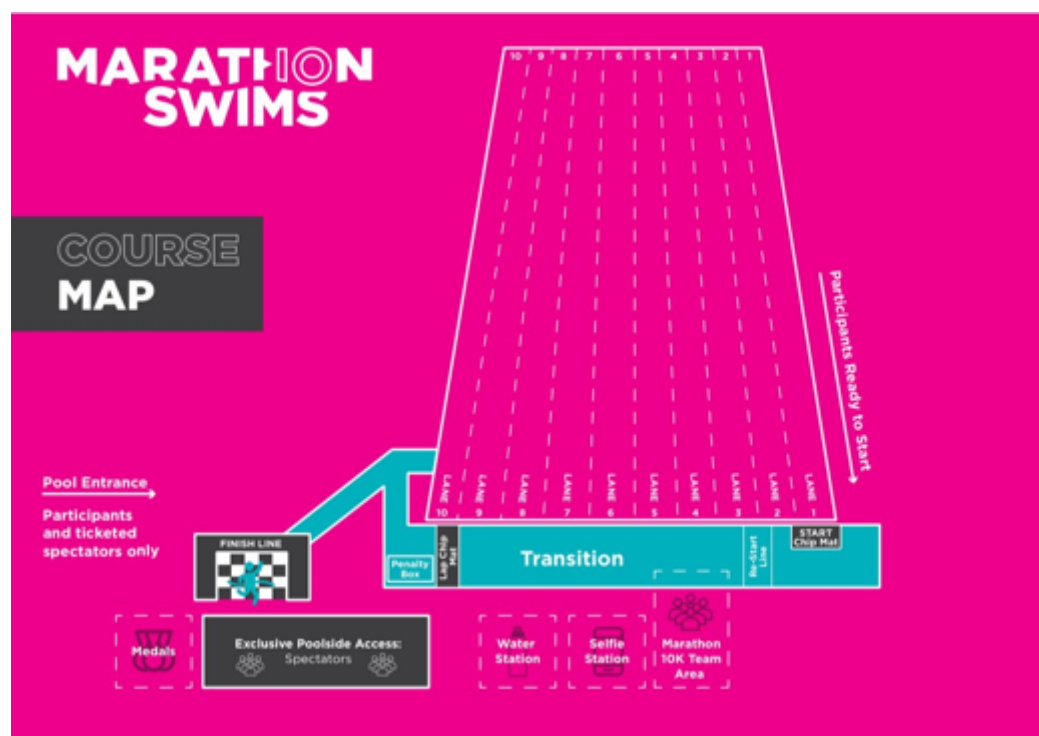 MARATHON
SWIMS
COURSE
MAP
10 9 8 7 6 5 4 3 2 1
Participants Ready to Start
LANE LANE LANE LANE LANE LANE LANE LANE LANE LANE
10 9 8 7 6 5 4 3 2 1
Pool Entrance
Participants
and ticketed
spectators only
FINISH LINE
Penalty
Box
Lap Chip
Mat
Transition
Re-Start
Line
START
Chip Mat
Medals
Exclusive Poolside Access:
Spectators
Water
Station
Selfie
Station
Marathon
10K Team
Area